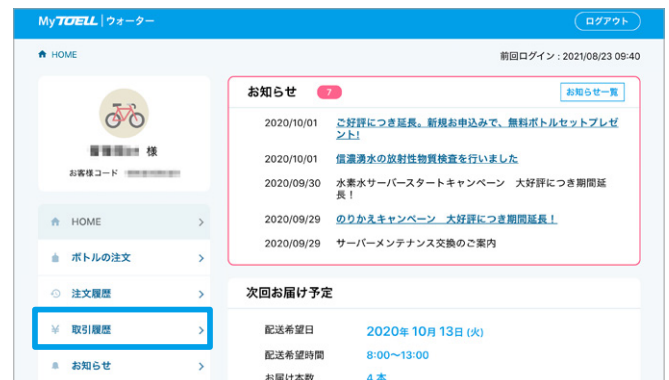 MyTOELL|ウォーター
ログアウト
HOME
前回ログイン : 2021/08/23 09:40
様
お客様コード
HOME
ボトルの注文
注文履歴
取引履歴
お知らせ
お知らせ 7
お知らせ一覧
2020/10/01 ご好評につき延長。新規お申込みで、無料ボトルセットプレゼ
ント!
2020/10/01 信濃湧水の放射性物質検査を行いました
2020/09/30 水素水サーバースタートキャンペーン 大好評につき期間延
長！
2020/09/29 のりかえキャンペーン 大好評につき期間延長！
2020/09/29 サーバーメンテナンス交換のご案内
次回お届け予定
配送希望日 2020年 10月 13日 (火)
配送希望時間 8:00〜13:00
お届け本数 4 本